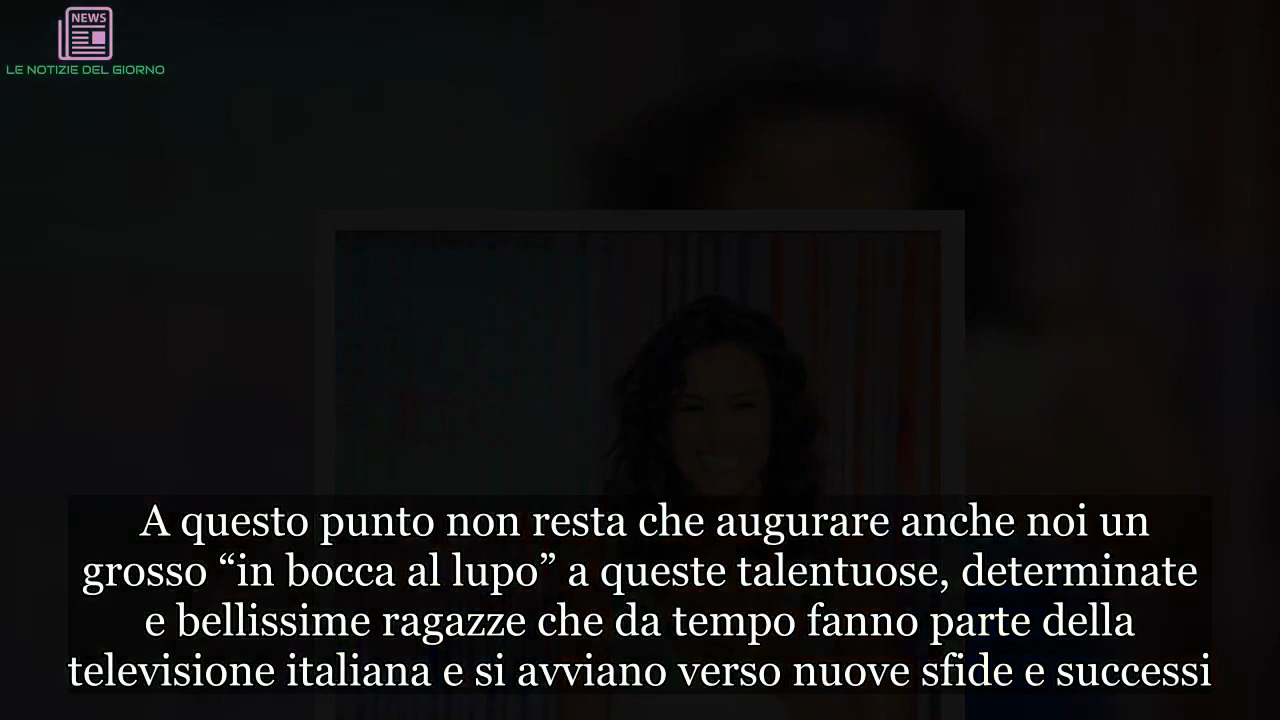 NEWS
LE NOTIZIE DEL GIORNO
A questo punto non resta che augurare anche noi un
grosso “in bocca al lupo” a queste talentuose, determinate
e bellissime ragazze che da tempo fanno parte della
televisione italiana e si avviano verso nuove sfide e successi